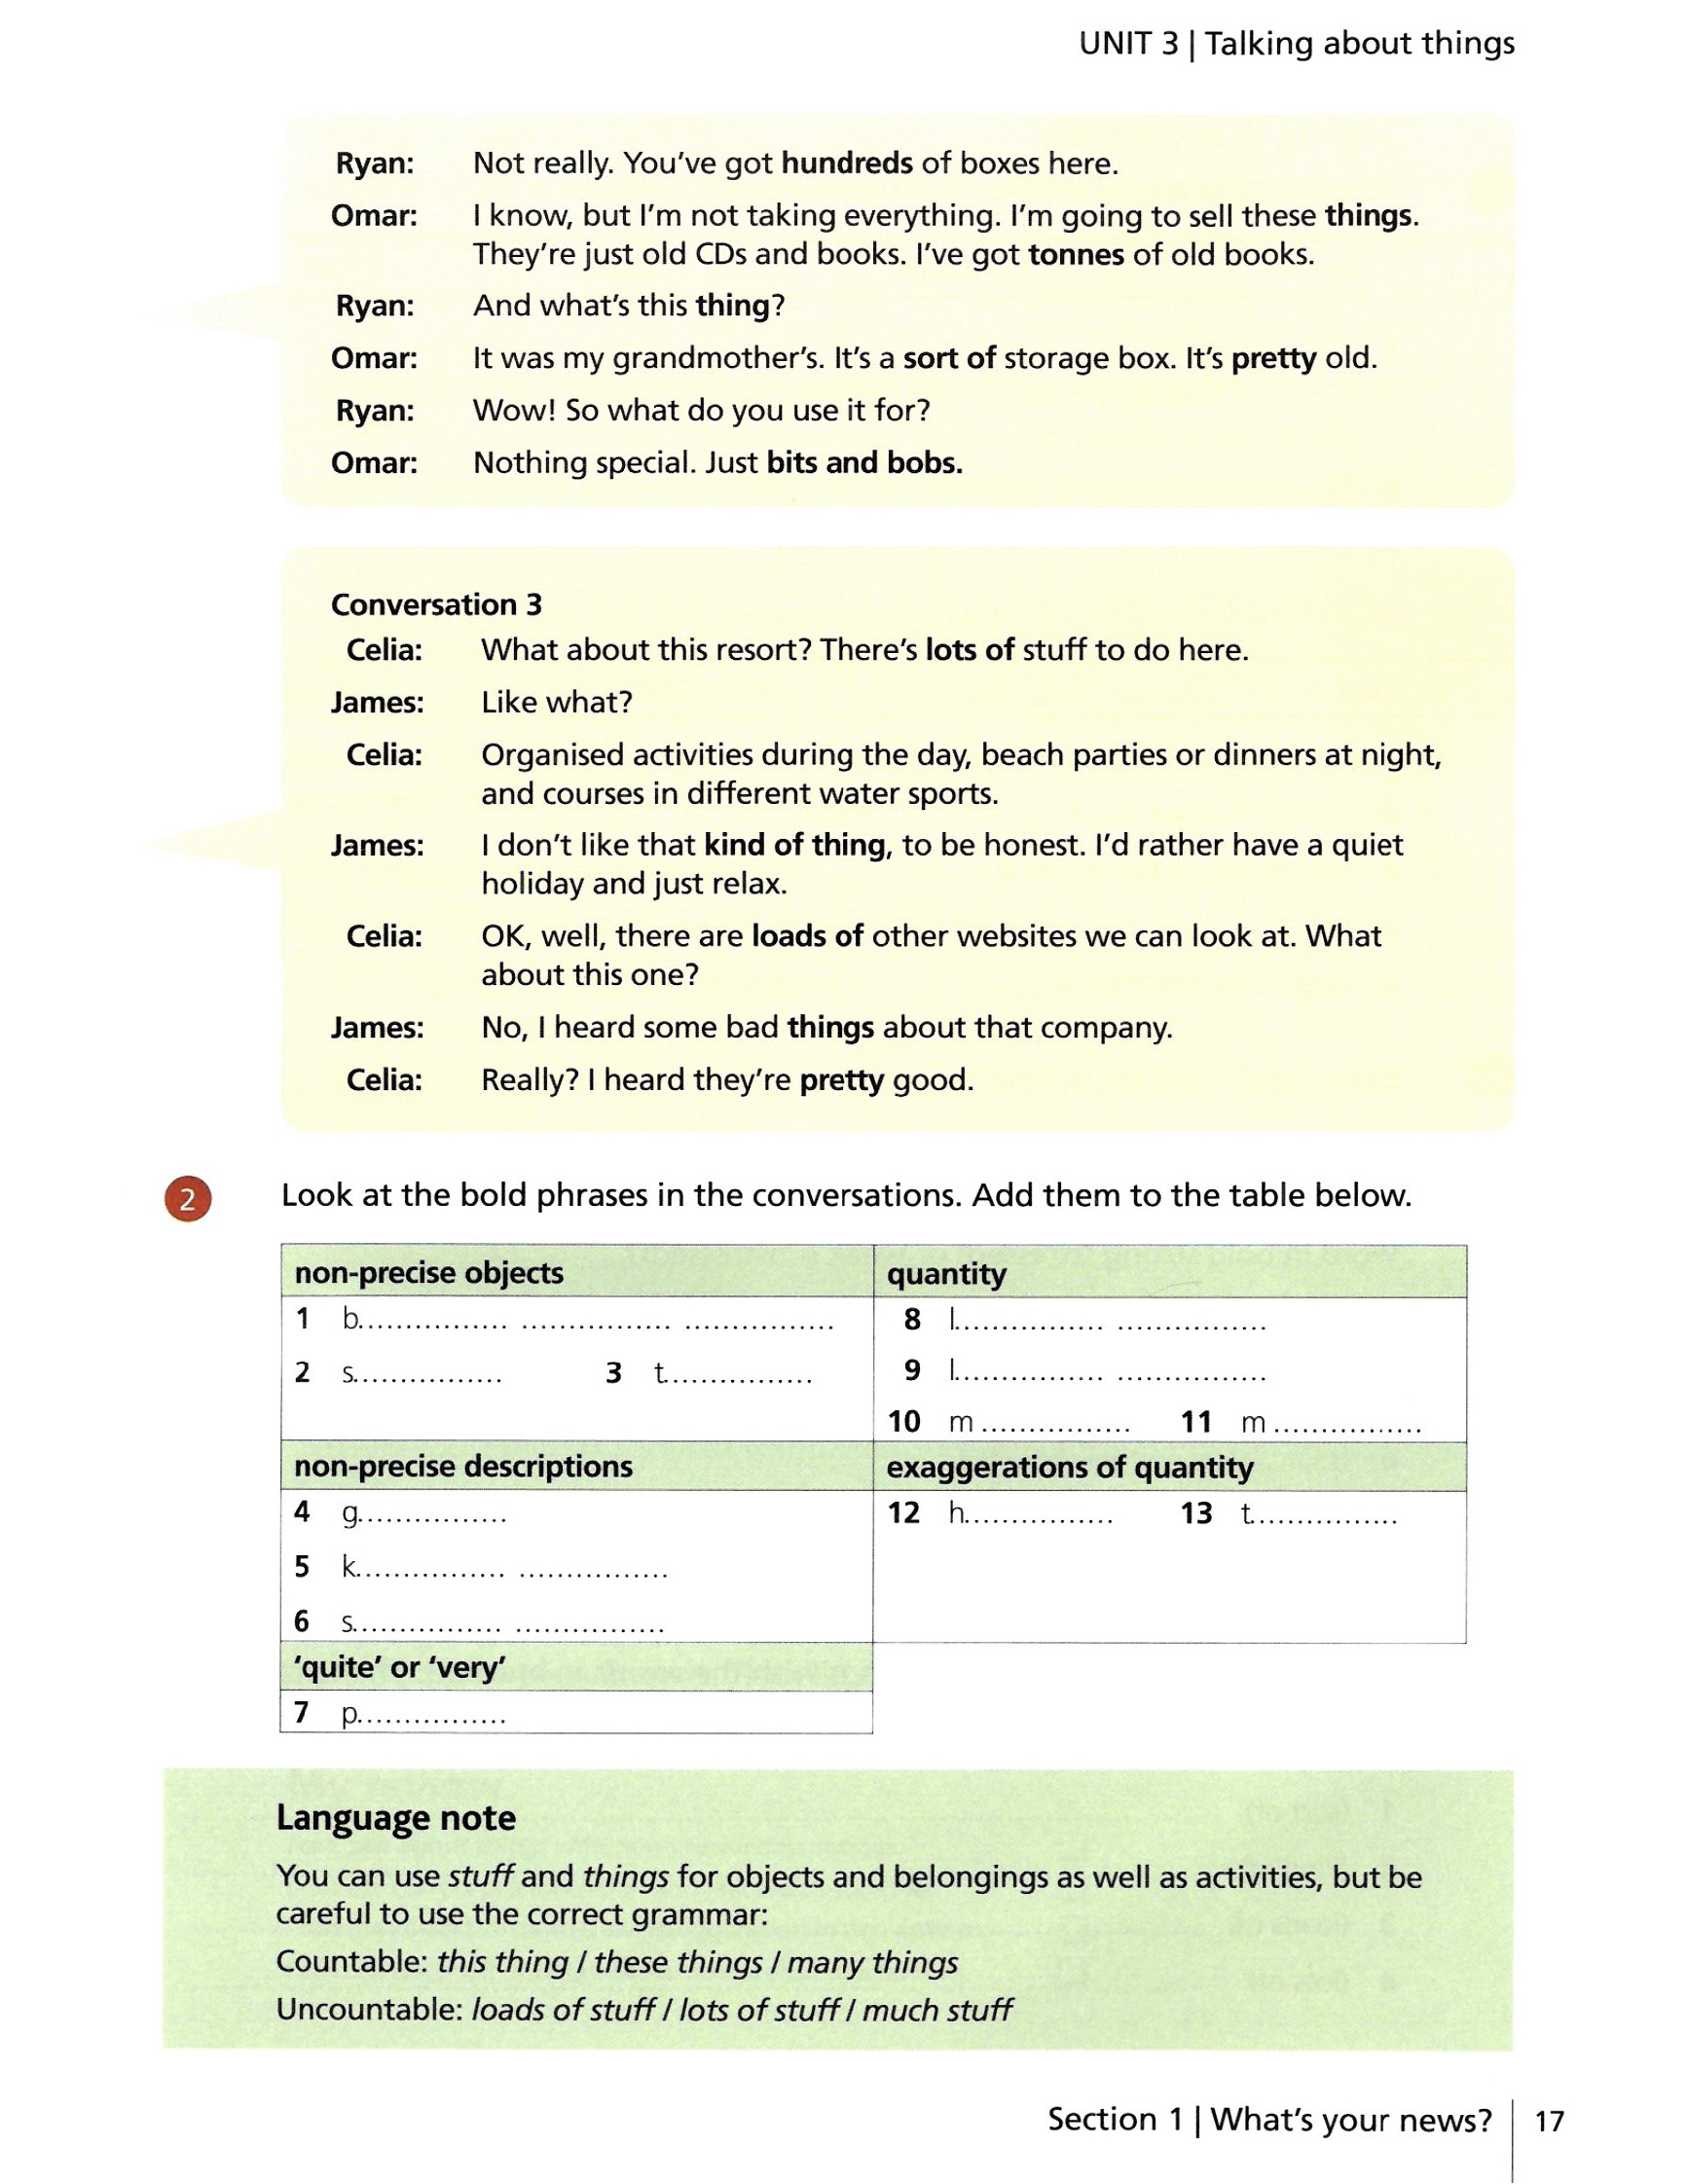 UNIT 3 | Talking about things
Ryan: Not really. You've got hundreds of boxes here.
Omar: I know, but I'm not taking everything. I'm going to sell these things.
They're just old CDs and books. I've got tonnes of old books.
Ryan: And what's this thing?
Omar: It was my grandmother's. It's a sort of storage box. It's pretty old.
Ryan: Wow! So what do you use it for?
Omar: Nothing special. Just bits and bobs.
Conversation 3
Celia: What about this resort? There's lots of stuff to do here.
James: Like what?
Celia: Organised activities during the day, beach parties or dinners at night,
and courses in different water sports.
James: I don't like that kind of thing, to be honest. I'd rather have a quiet
holiday and just relax.
Celia: OK, well, there are loads of other websites we can look at. What
about this one?
James: No, I heard some bad things about that company.
Celia: Really? I heard they're pretty good.
2 Look at the bold phrases in the conversations. Add them to the table below.
non-precise objects
1 b................ ................ ................
2 s................ 3 t................
non-precise descriptions
4 g................
5 k................ ................
6 s................ ................
'quite' or 'very'
7 p................
quantity
8 l................ ................
9 l................ ................
10 m ................ 11 m ................
exaggerations of quantity
12 h................ 13 t................
Language note
You can use stuff and things for objects and belongings as well as activities, but be
careful to use the correct grammar:
Countable: this thing / these things / many things
Uncountable: loads of stuff / lots of stuff / much stuff
Section 1 | What's your news? 17